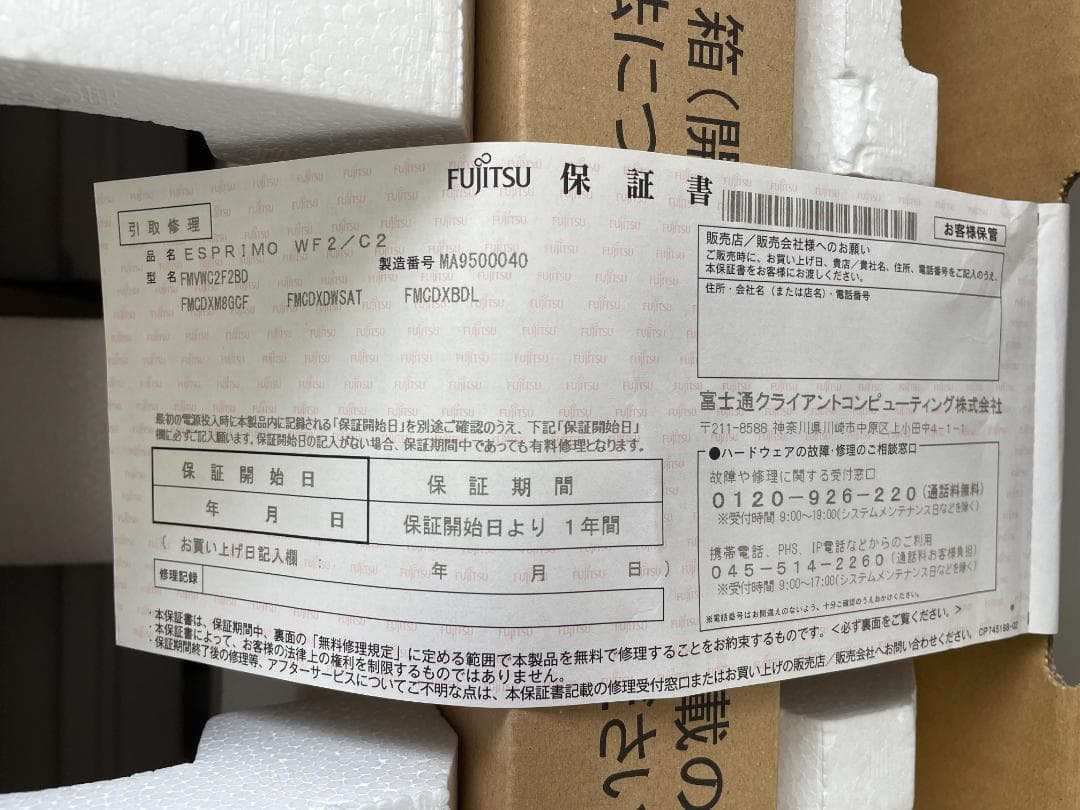 箱(開
FUJITSU 保証書
引取修理
品名 ESPRIMO WF2/C2
製造番号 MA9500040
型名 FMVWC2F2BD
FMCDXM8GCF FMCDXDWSAT FMCDXBDL
お客様保管
販売店/販売会社様へのお願い
ご販売時に、お買い上げ日、貴店/貴社名、住所、電話番号をご記入のうえ、
本保証書をお客様にお渡しください。
住所・会社名(または店名)・電話番号
富士通クライアントコンピューティング株式会社
〒211-8588 神奈川県川崎市中原区上小田中4-1-1
最初の電源投入時に本製品内に記録される「保証開始日」を別途ご確認のうえ、下記「保証開始日」
欄に必ずご記入願います。保証開始日の記入がない場合、保証期間中であっても有料修理となります。
保証開始日 保証期間
年 月 日 保証開始日より 1年間
( お買い上げ日記入欄 : 年 月 日 )
修理記録
●ハードウェアの故障・修理のご相談窓口
故障や修理に関する受付窓口
0120-926-220(通話料無料)
※受付時間 9:00~19:00(システムメンテナンス日などを除く)
携帯電話、PHS、IP電話などからのご利用
045-514-2260(通話料お客様負担)
※受付時間 9:00~17:00(システムメンテナンス日などを除く)
※電話番号はお間違えのないよう、十分ご確認のうえおかけください。
・本保証書は、保証期間中、裏面の「無料修理規定」に定める範囲で本製品を無料で修理することをお約束するものです。<必ず裏面をご覧ください。>
・本保証書によって、お客様の法律上の権利を制限するものではありません。
・保証期間終了後の修理等、アフターサービスについてご不明な点は、本保証書記載の修理受付窓口またはお買い上げの販売店/販売会社へお問い合わせください。 CP745188-02
載の
さい